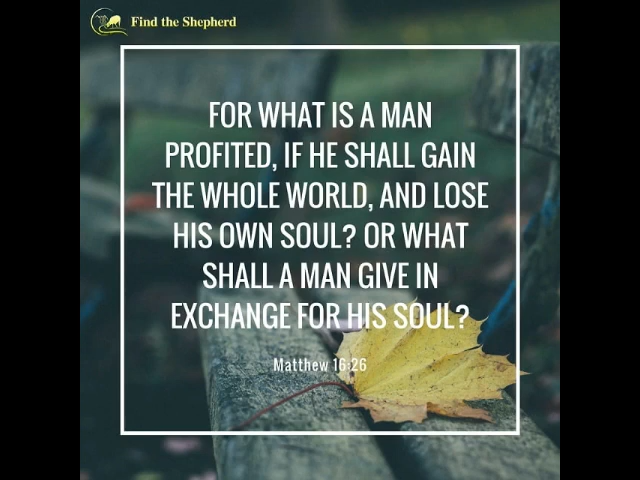 Find the Shepherd
FOR WHAT IS A MAN
PROFITED, IF HE SHALL GAIN
THE WHOLE WORLD, AND LOSE
HIS OWN SOUL? OR WHAT
SHALL A MAN GIVE IN
EXCHANGE FOR HIS SOUL?
Matthew 16:26